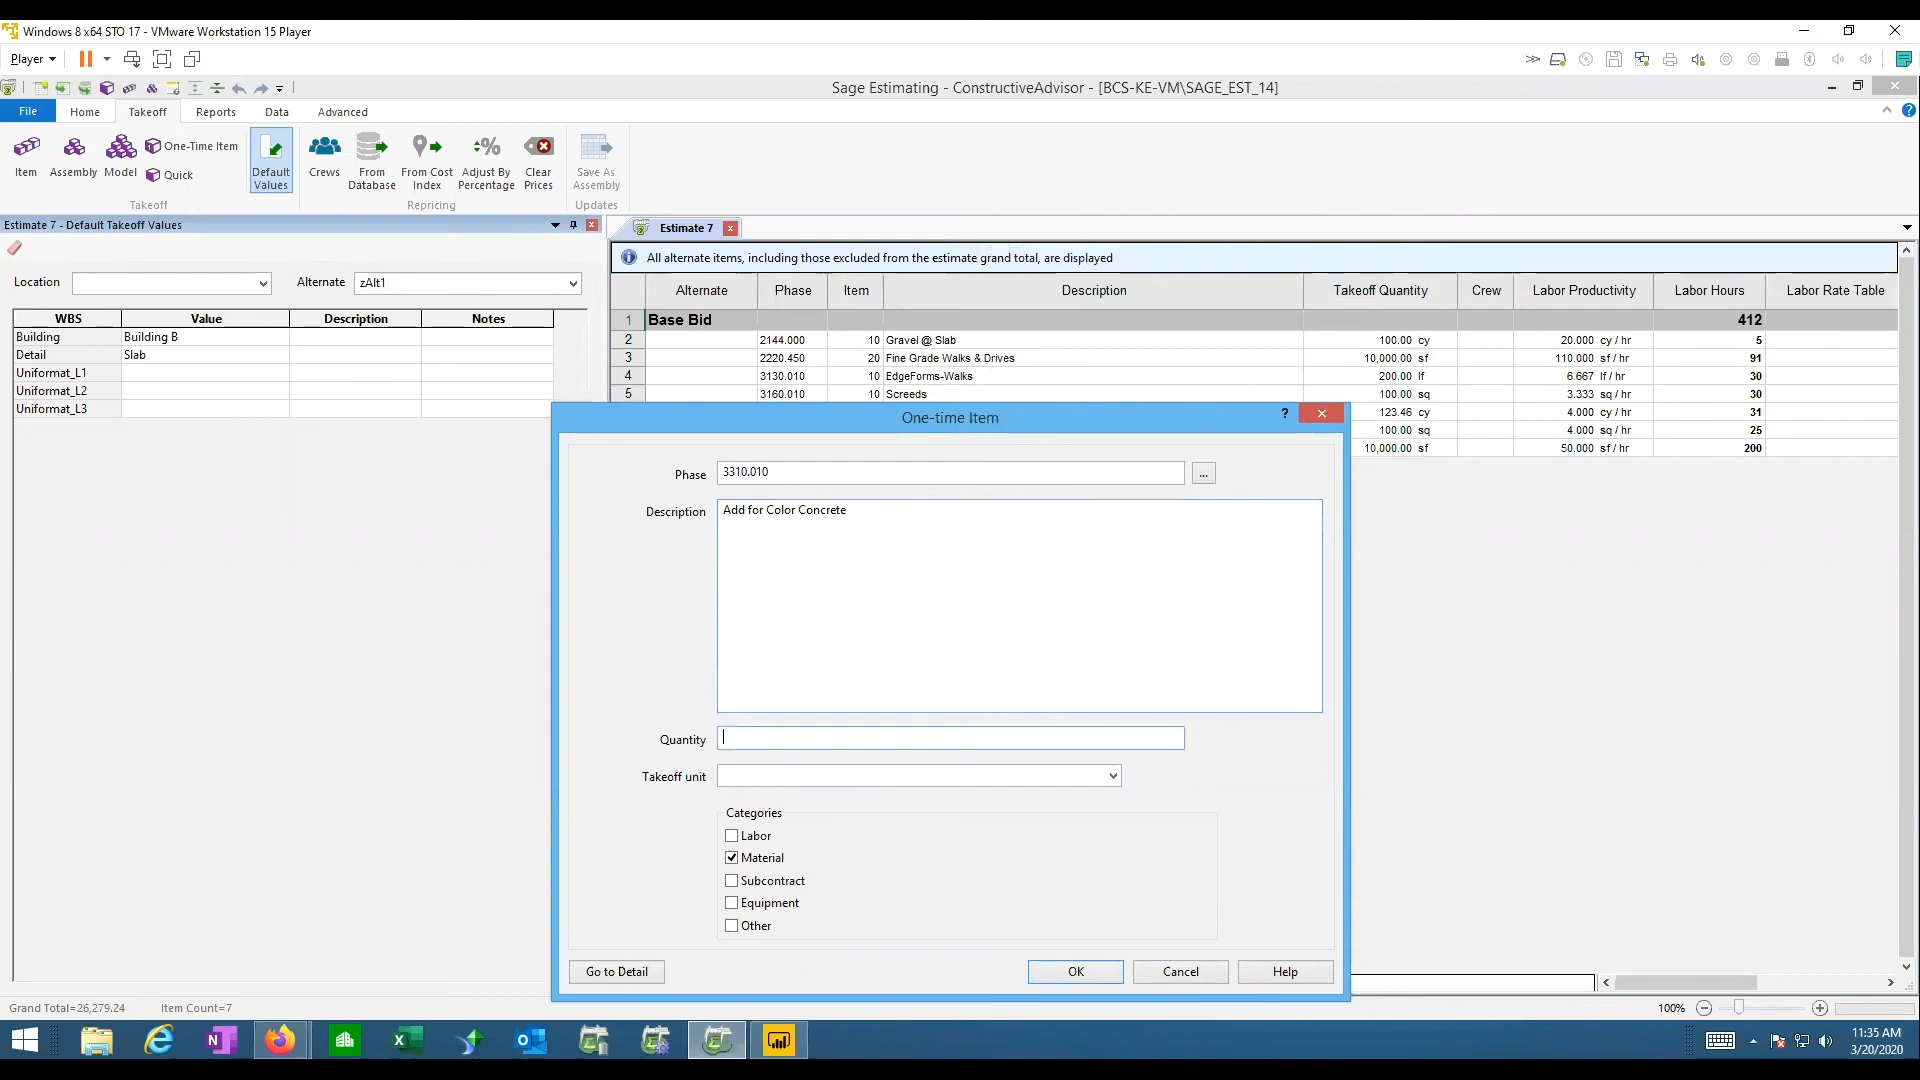 Windows 8 x64 STO 17 - VMware Workstation 15 Player
Player
Sage Estimating - ConstructiveAdvisor - [BCS-KE-VM\SAGE_EST_14]
File Home Takeoff Reports Data Advanced
Item Assembly Model One-Time Item Quick Default Values Crews From Database From Cost Index Adjust By Percentage Clear Prices Save As Assembly
Takeoff Repricing Updates
Estimate 7 - Default Takeoff Values
Estimate 7
All alternate items, including those excluded from the estimate grand total, are displayed
Location Alternate zAlt1
WBS Value Description Notes
Building Building B
Detail Slab
Uniformat_L1
Uniformat_L2
Uniformat_L3
Alternate Phase Item Description Takeoff Quantity Crew Labor Productivity Labor Hours Labor Rate Table
1 Base Bid 412
2 2144.000 10 Gravel @ Slab 100.00 cy 20.000 cy / hr 5
3 2220.450 20 Fine Grade Walks & Drives 10,000.00 sf 110.000 sf / hr 91
4 3130.010 10 EdgeForms-Walks 200.00 lf 6.667 lf / hr 30
5 3160.010 10 Screeds 100.00 sq 3.333 sq / hr 30
123.46 cy 4.000 cy / hr 31
100.00 sq 4.000 sq / hr 25
10,000.00 sf 50.000 sf / hr 200
One-time Item
?
Phase 3310.010 ...
Description Add for Color Concrete
Quantity
Takeoff unit
Categories
Labor
Material
Subcontract
Equipment
Other
Go to Detail OK Cancel Help
Grand Total=26,279.24 Item Count=7
100%
11:35 AM
3/20/2020